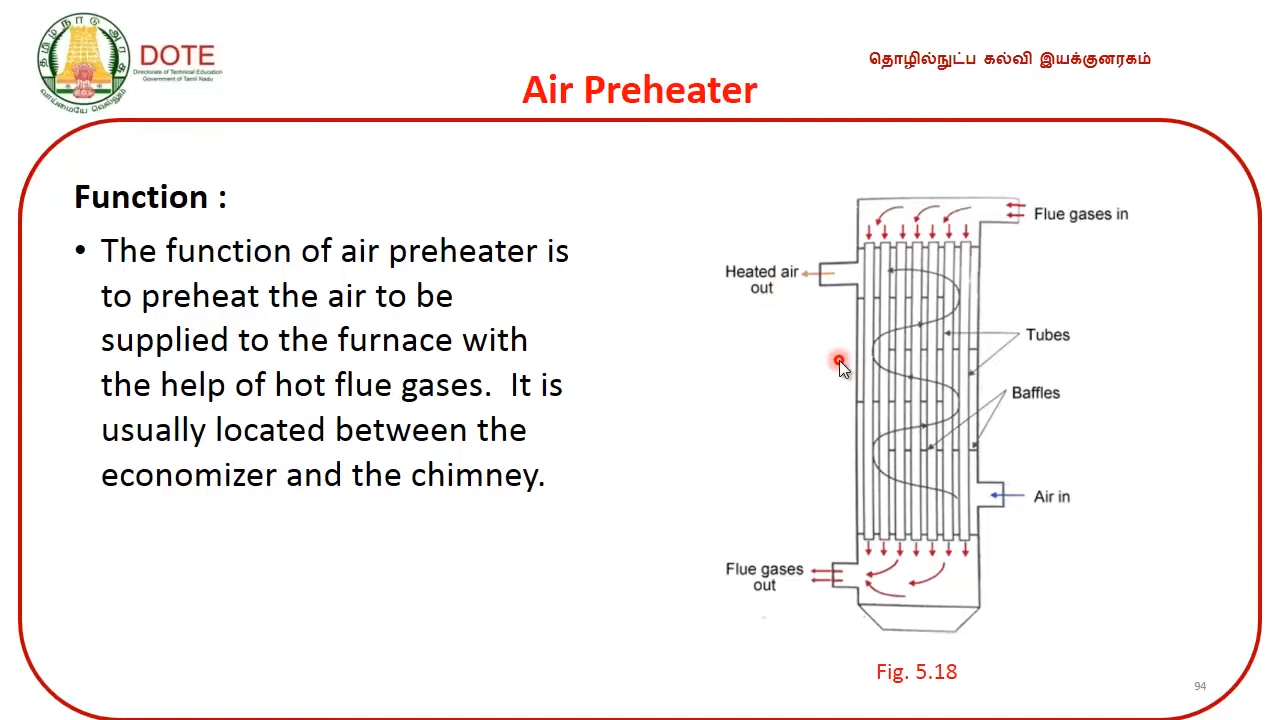 தமிழ்நாடு அரசு
வாய்மையே வெல்லும்
DOTE
Directorate of Technical Education
Government of Tamil Nadu
தொழில்நுட்ப கல்வி இயக்குனரகம்
Air Preheater
Function :
• The function of air preheater is
to preheat the air to be
supplied to the furnace with
the help of hot flue gases. It is
usually located between the
economizer and the chimney.
Flue gases in
Heated air
out
Tubes
Baffles
Air in
Flue gases
out
Fig. 5.18
94